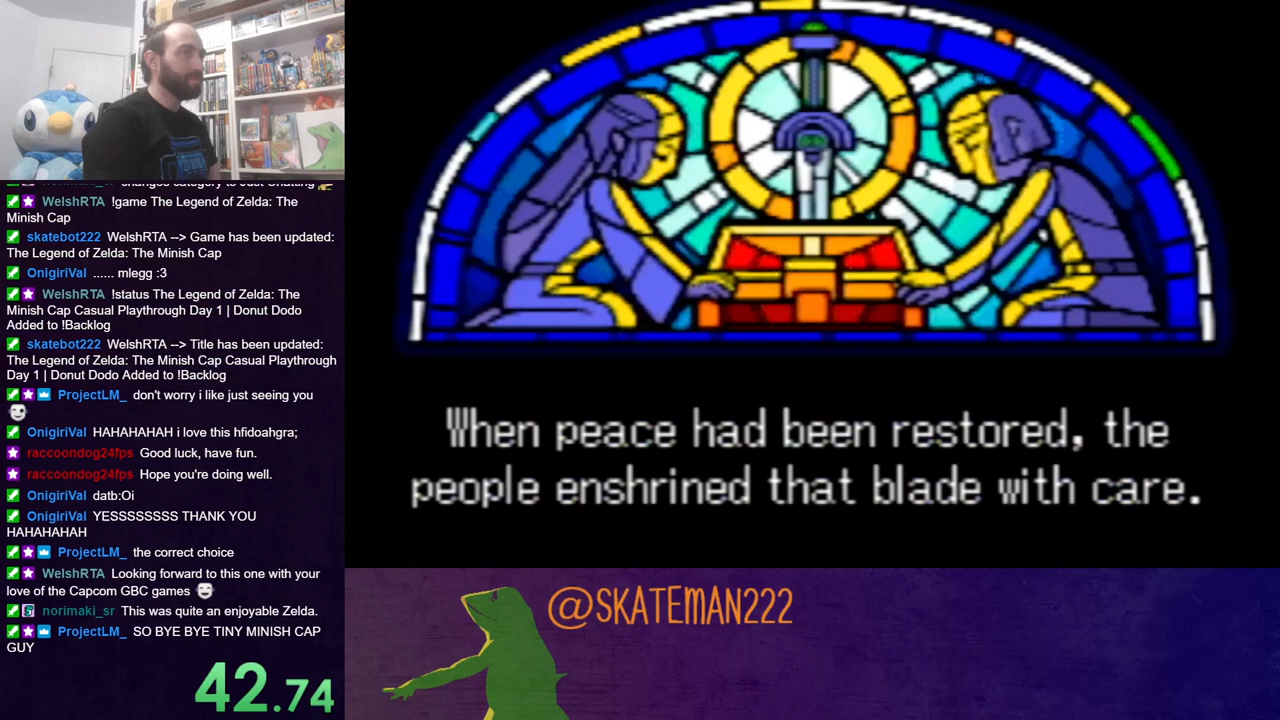 WelshRTA !game The Legend of Zelda: The
Minish Cap
skatebot222 WelshRTA --> Game has been updated:
The Legend of Zelda: The Minish Cap
OnigiriVal ...... mlegg :3
WelshRTA !status The Legend of Zelda: The
Minish Cap Casual Playthrough Day 1 | Donut Dodo
Added to !Backlog
skatebot222 WelshRTA --> Title has been updated:
The Legend of Zelda: The Minish Cap Casual Playthrough
Day 1 | Donut Dodo Added to !Backlog
ProjectLM_ don't worry i like just seeing you
OnigiriVal HAHAHAHAH i love this hfidoahgra;
raccoondog24fps Good luck, have fun.
raccoondog24fps Hope you're doing well.
OnigiriVal datb:Oi
OnigiriVal YESSSSSSSS THANK YOU
HAHAHAHAH
ProjectLM_ the correct choice
WelshRTA Looking forward to this one with your
love of the Capcom GBC games
norimaki_sr This was quite an enjoyable Zelda.
ProjectLM_ SO BYE BYE TINY MINISH CAP
GUY
42.74
When peace had been restored, the
people enshrined that blade with care.
@SKATEMAN222